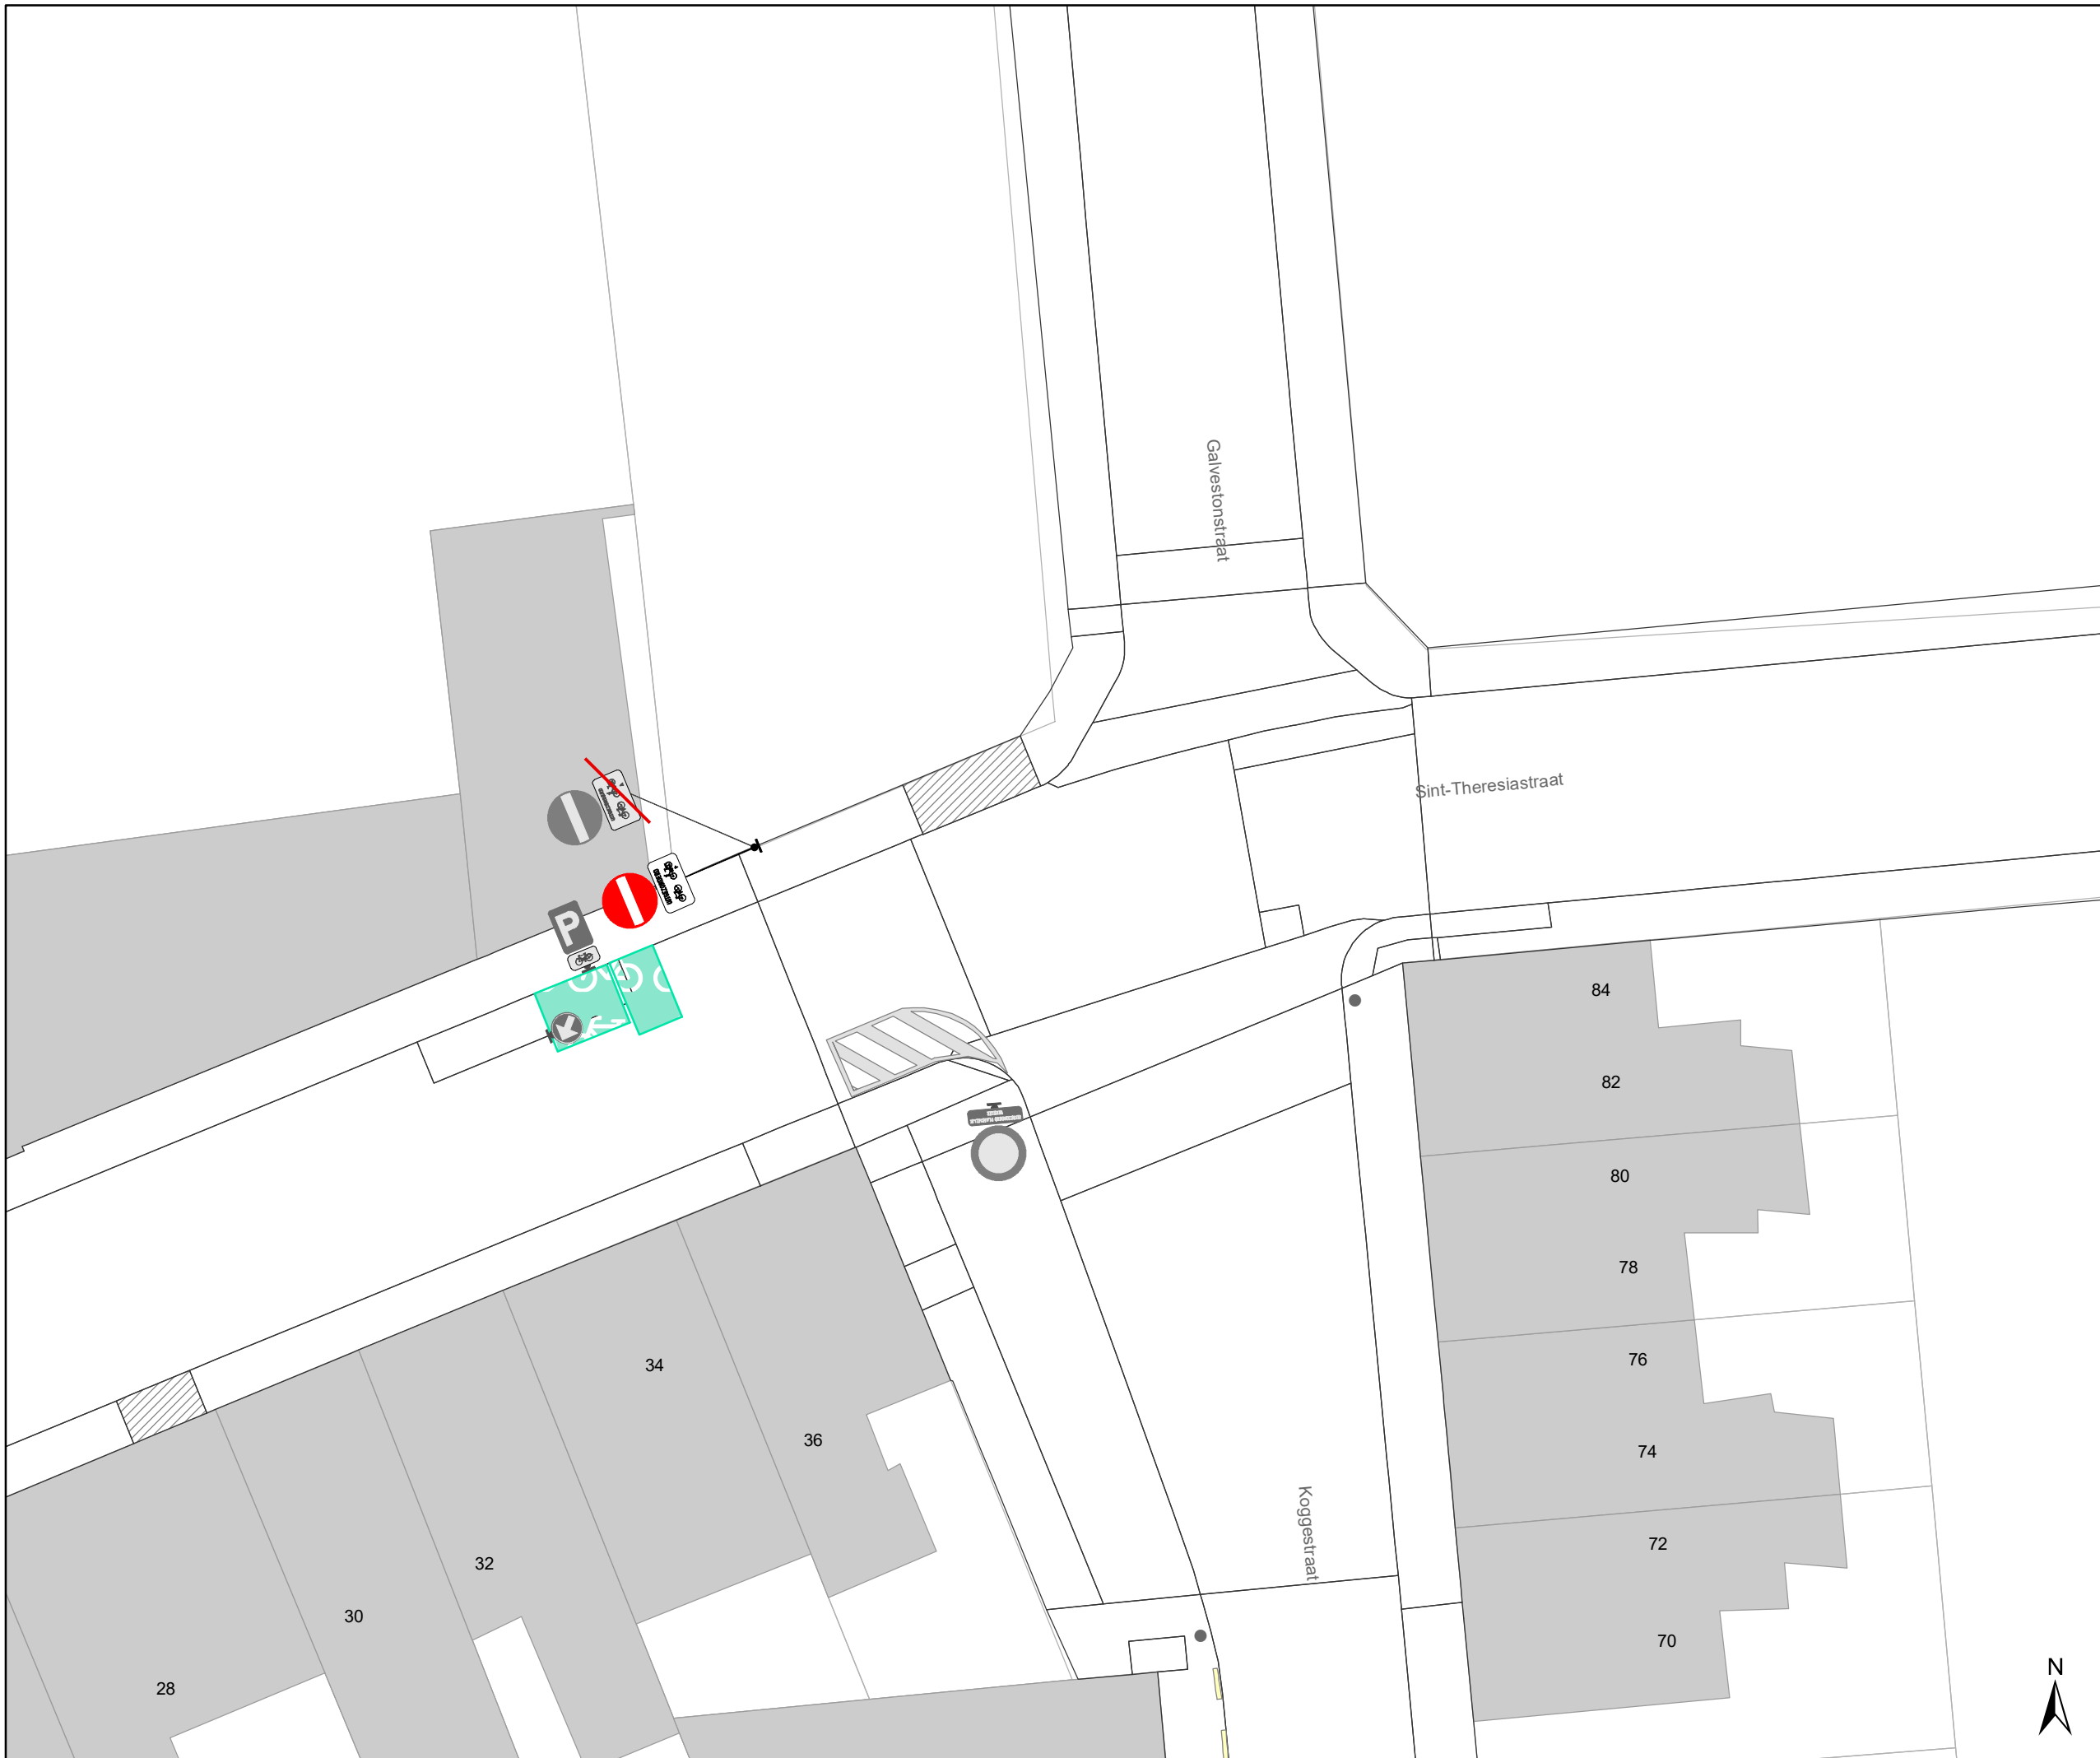 Galvestonstraat
Sint-Theresiastraat
P
84
82
80
78
76
74
72
70
34
36
32
30
28
Koggestraat
N